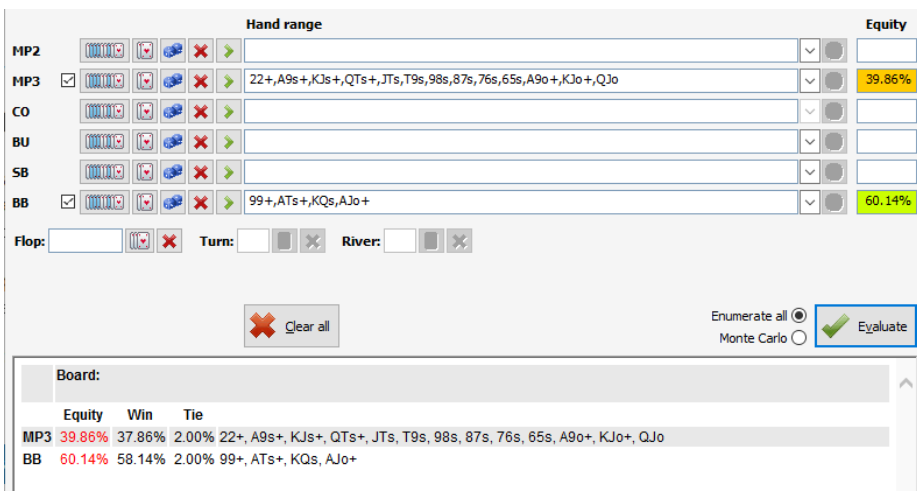 Hand range Equity
MP2
MP3 22+,A9s+,KJs+,QTs+,JTs,T9s,98s,87s,76s,65s,A9o+,KJo+,QJo 39.86%
CO
BU
SB
BB 99+,ATs+,KQs,AJo+ 60.14%
Flop: Turn: River:
Clear all
Enumerate all
Monte Carlo
Evaluate
Board:
Equity Win Tie
MP3 39.86% 37.86% 2.00% 22+, A9s+, KJs+, QTs+, JTs, T9s, 98s, 87s, 76s, 65s, A9o+, KJo+, QJo
BB 60.14% 58.14% 2.00% 99+, ATs+, KQs, AJo+